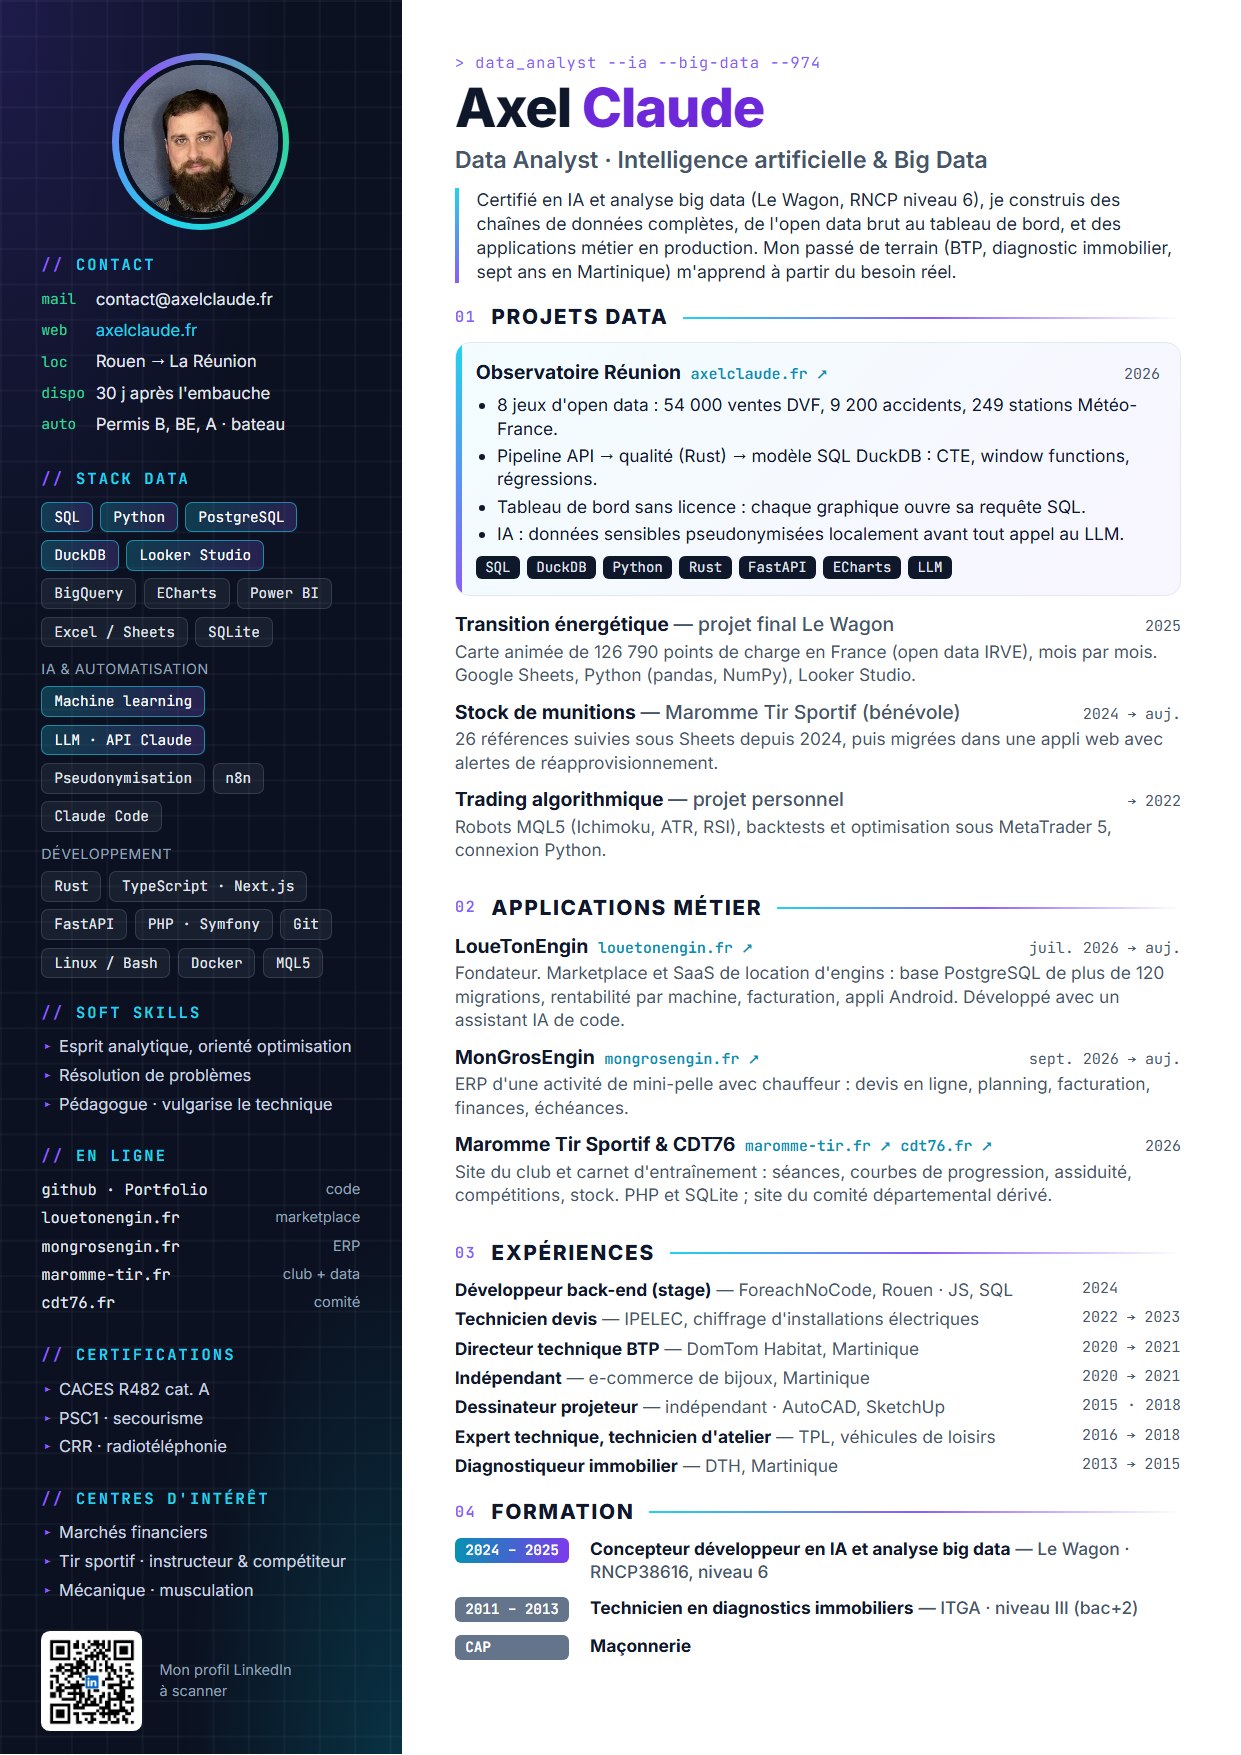 // CONTACT
mail contact@axelclaude.fr
web axelclaude.fr
loc Rouen → La Réunion
dispo 30 j après l'embauche
auto Permis B, BE, A · bateau
// STACK DATA
SQL Python PostgreSQL
DuckDB Looker Studio
BigQuery ECharts Power BI
Excel / Sheets SQLite
IA & AUTOMATISATION
Machine learning
LLM · API Claude
Pseudonymisation n8n
Claude Code
DÉVELOPPEMENT
Rust TypeScript · Next.js
FastAPI PHP · Symfony Git
Linux / Bash Docker MQL5
// SOFT SKILLS
▸ Esprit analytique, orienté optimisation
▸ Résolution de problèmes
▸ Pédagogue · vulgarise le technique
// EN LIGNE
github · Portfolio code
louetonengin.fr marketplace
mongrosengin.fr ERP
maromme-tir.fr club + data
cdt76.fr comité
// CERTIFICATIONS
▸ CACES R482 cat. A
▸ PSC1 · secourisme
▸ CRR · radiotéléphonie
// CENTRES D'INTÉRÊT
▸ Marchés financiers
▸ Tir sportif · instructeur & compétiteur
▸ Mécanique · musculation
in
Mon profil LinkedIn
à scanner
> data_analyst --ia --big-data --974
Axel Claude
Data Analyst · Intelligence artificielle & Big Data
Certifié en IA et analyse big data (Le Wagon, RNCP niveau 6), je construis des
chaînes de données complètes, de l'open data brut au tableau de bord, et des
applications métier en production. Mon passé de terrain (BTP, diagnostic immobilier,
sept ans en Martinique) m'apprend à partir du besoin réel.
01 PROJETS DATA
Observatoire Réunion axelclaude.fr ↗ 2026
• 8 jeux d'open data : 54 000 ventes DVF, 9 200 accidents, 249 stations Météo-
France.
• Pipeline API → qualité (Rust) → modèle SQL DuckDB : CTE, window functions,
régressions.
• Tableau de bord sans licence : chaque graphique ouvre sa requête SQL.
• IA : données sensibles pseudonymisées localement avant tout appel au LLM.
SQL DuckDB Python Rust FastAPI ECharts LLM
Transition énergétique — projet final Le Wagon 2025
Carte animée de 126 790 points de charge en France (open data IRVE), mois par mois.
Google Sheets, Python (pandas, NumPy), Looker Studio.
Stock de munitions — Maromme Tir Sportif (bénévole) 2024 → auj.
26 références suivies sous Sheets depuis 2024, puis migrées dans une appli web avec
alertes de réapprovisionnement.
Trading algorithmique — projet personnel → 2022
Robots MQL5 (Ichimoku, ATR, RSI), backtests et optimisation sous MetaTrader 5,
connexion Python.
02 APPLICATIONS MÉTIER
LoueTonEngin louetonengin.fr ↗ juil. 2026 → auj.
Fondateur. Marketplace et SaaS de location d'engins : base PostgreSQL de plus de 120
migrations, rentabilité par machine, facturation, appli Android. Développé avec un
assistant IA de code.
MonGrosEngin mongrosengin.fr ↗ sept. 2026 → auj.
ERP d'une activité de mini-pelle avec chauffeur : devis en ligne, planning, facturation,
finances, échéances.
Maromme Tir Sportif & CDT76 maromme-tir.fr ↗ cdt76.fr ↗ 2026
Site du club et carnet d'entraînement : séances, courbes de progression, assiduité,
compétitions, stock. PHP et SQLite ; site du comité départemental dérivé.
03 EXPÉRIENCES
Développeur back-end (stage) — ForeachNoCode, Rouen · JS, SQL 2024
Technicien devis — IPELEC, chiffrage d'installations électriques 2022 → 2023
Directeur technique BTP — DomTom Habitat, Martinique 2020 → 2021
Indépendant — e-commerce de bijoux, Martinique 2020 → 2021
Dessinateur projeteur — indépendant · AutoCAD, SketchUp 2015 · 2018
Expert technique, technicien d'atelier — TPL, véhicules de loisirs 2016 → 2018
Diagnostiqueur immobilier — DTH, Martinique 2013 → 2015
04 FORMATION
2024 – 2025 Concepteur développeur en IA et analyse big data — Le Wagon ·
RNCP38616, niveau 6
2011 – 2013 Technicien en diagnostics immobiliers — ITGA · niveau III (bac+2)
CAP Maçonnerie